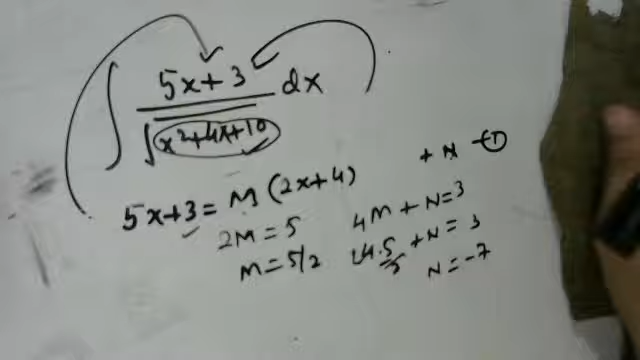 ∫ 5x+3 / √x²+4x+10 dx
5x+3 = M (2x+4) + N —①
2M = 5 4M + N = 3
M = 5/2 4.5/2 + N = 3
N = -7